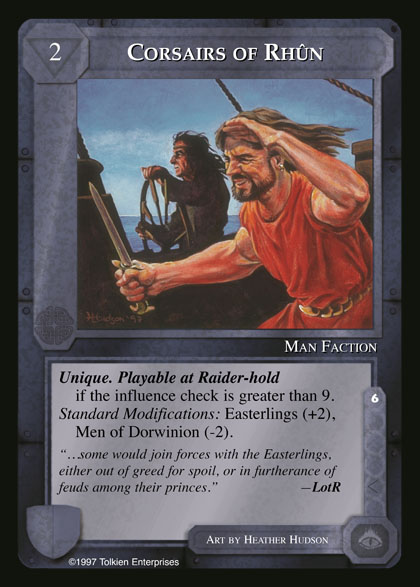 2
CORSAIRS OF RHÛN
HHudson '97
MAN FACTION
Unique. Playable at Raider-hold
if the influence check is greater than 9.
Standard Modifications: Easterlings (+2),
Men of Dorwinion (-2).
6
“…some would join forces with the Easterlings,
either out of greed for spoil, or in furtherance of
feuds among their princes.” —LotR
ART BY HEATHER HUDSON
©1997 Tolkien Enterprises